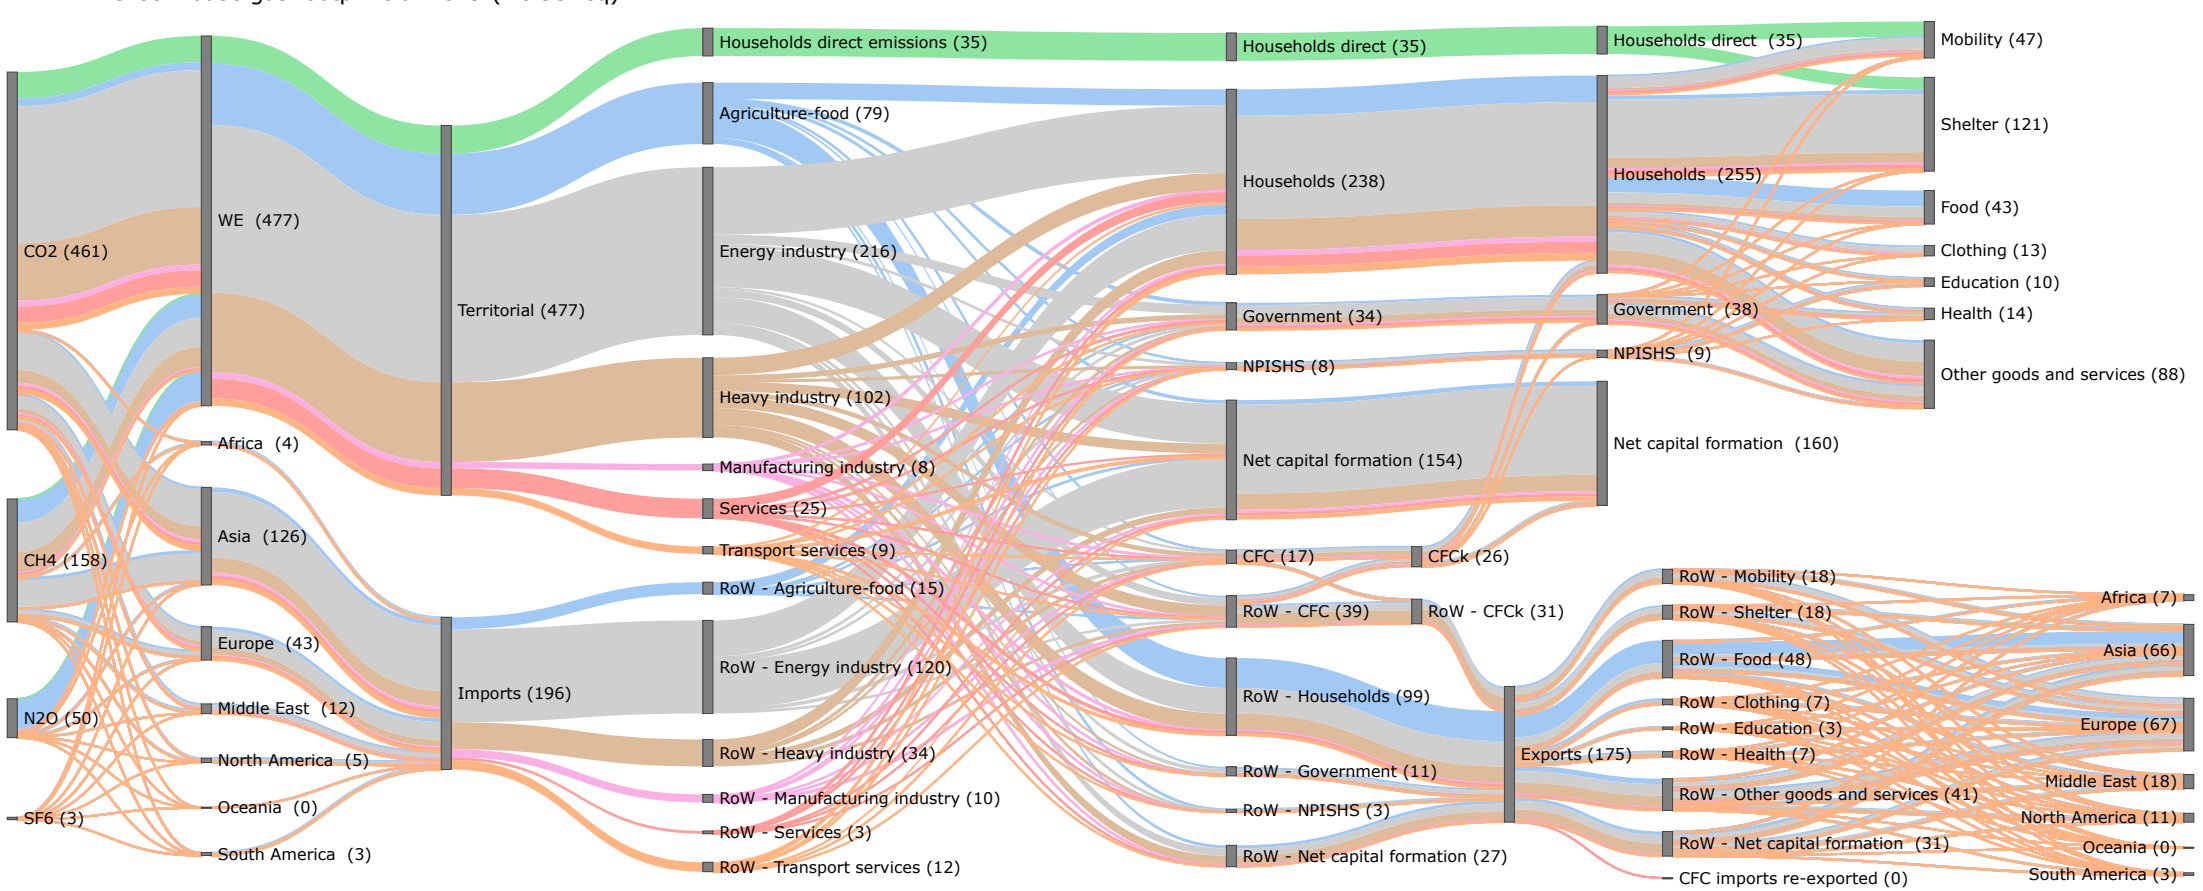 CO2 (461)
CH4 (158)
N2O (50)
SF6 (3)
WE (477)
Africa (4)
Asia (126)
Europe (43)
Middle East (12)
North America (5)
Oceania (0)
South America (3)
Territorial (477)
Imports (196)
Households direct emissions (35)
Agriculture-food (79)
Energy industry (216)
Heavy industry (102)
Manufacturing industry (8)
Services (25)
Transport services (9)
RoW - Agriculture-food (15)
RoW - Energy industry (120)
RoW - Heavy industry (34)
RoW - Manufacturing industry (10)
RoW - Services (3)
RoW - Transport services (12)
Households direct (35)
Households (238)
Government (34)
NPISHS (8)
Net capital formation (154)
CFC (17)
RoW - CFC (39)
RoW - Households (99)
RoW - Government (11)
RoW - NPISHS (3)
RoW - Net capital formation (27)
CFCk (26)
RoW - CFCk (31)
Exports (175)
Households direct (35)
Households (255)
Government (38)
NPISHS (9)
Net capital formation (160)
RoW - Mobility (18)
RoW - Shelter (18)
RoW - Food (48)
RoW - Clothing (7)
RoW - Education (3)
RoW - Health (7)
RoW - Other goods and services (41)
RoW - Net capital formation (31)
CFC imports re-exported (0)
Mobility (47)
Shelter (121)
Food (43)
Clothing (13)
Education (10)
Health (14)
Other goods and services (88)
Africa (7)
Asia (66)
Europe (67)
Middle East (18)
North America (11)
Oceania (0)
South America (3)